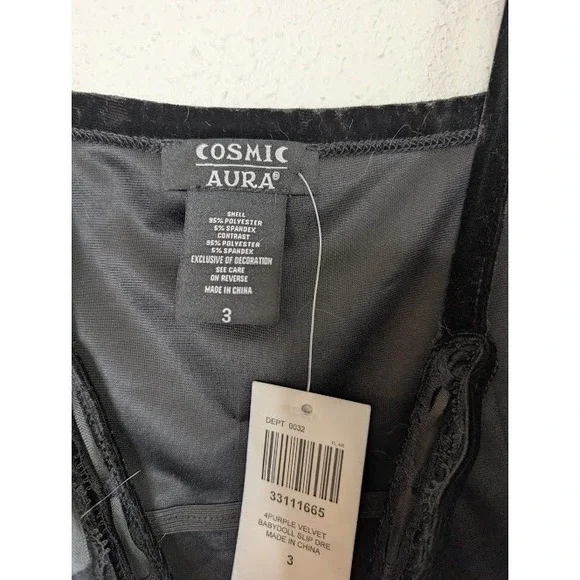 COSMIC
AURA®
SHELL
95% POLYESTER
5% SPANDEX
CONTRAST
95% POLYESTER
5% SPANDEX
EXCLUSIVE OF DECORATION
SEE CARE
ON REVERSE
MADE IN CHINA
3
DEPT 0032
33111665
4PURPLE VELVET
BABYDOLL SLIP DRE
MADE IN CHINA
3